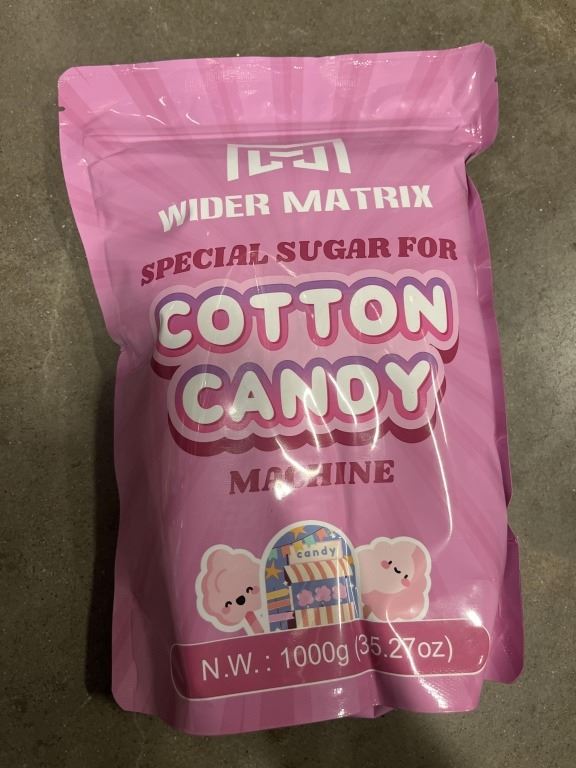 WIDER MATRIX
SPECIAL SUGAR FOR
COTTON
CANDY
MACHINE
candy
N.W.: 1000g (35.27oz)